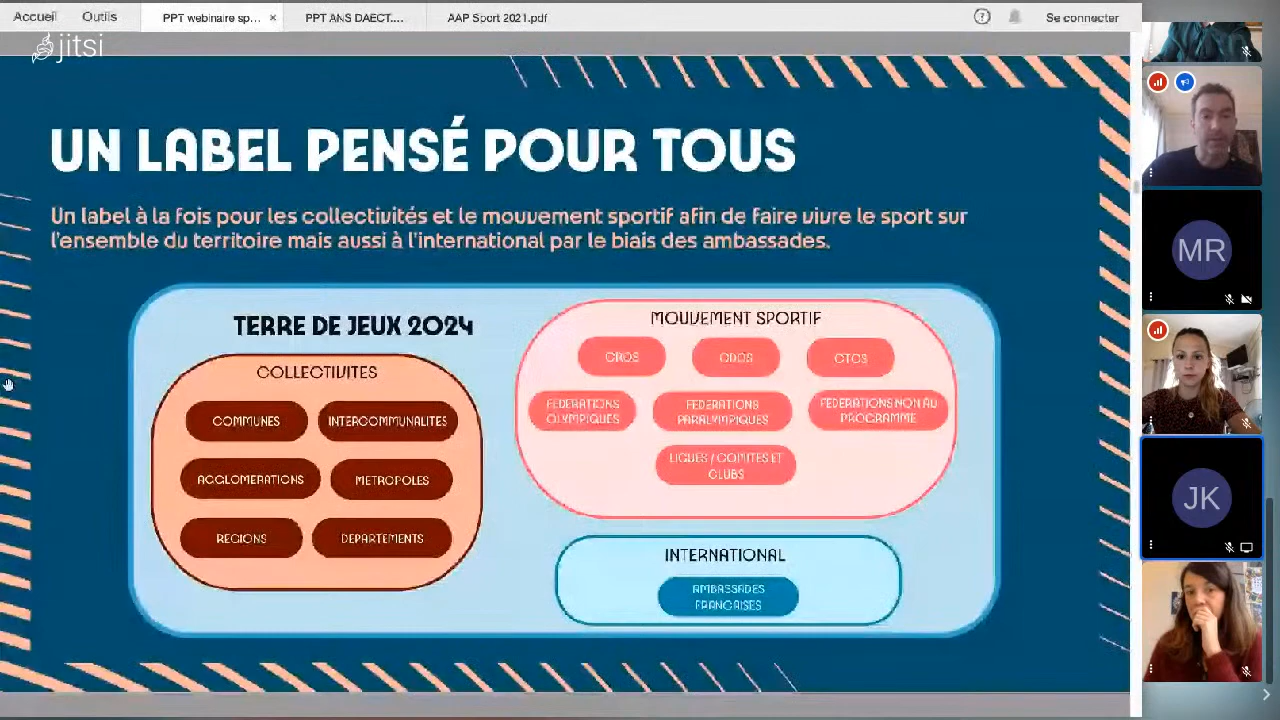 Accueil
Outils
PPT webinaire sp... ×
PPT ANS DAECT....
AAP Sport 2021.pdf
?
Se connecter
jitsi
UN LABEL PENSÉ POUR TOUS
Un label à la fois pour les collectivités et le mouvement sportif afin de faire vivre le sport sur
l'ensemble du territoire mais aussi à l'international par le biais des ambassades.
TERRE DE JEUX 2024
COLLECTIVITES
COMMUNES
INTERCOMMUNALITES
AGGLOMERATIONS
METROPOLES
REGIONS
DEPARTEMENTS
MOUVEMENT SPORTIF
CROS
CDOS
CTOS
FEDERATIONS
OLYMPIQUES
FEDERATIONS
PARALYMPIQUES
FEDERATIONS NON AU
PROGRAMME
LIGUES / COMITES ET
CLUBS
INTERNATIONAL
AMBASSADES
FRANCAISES
MR
JK